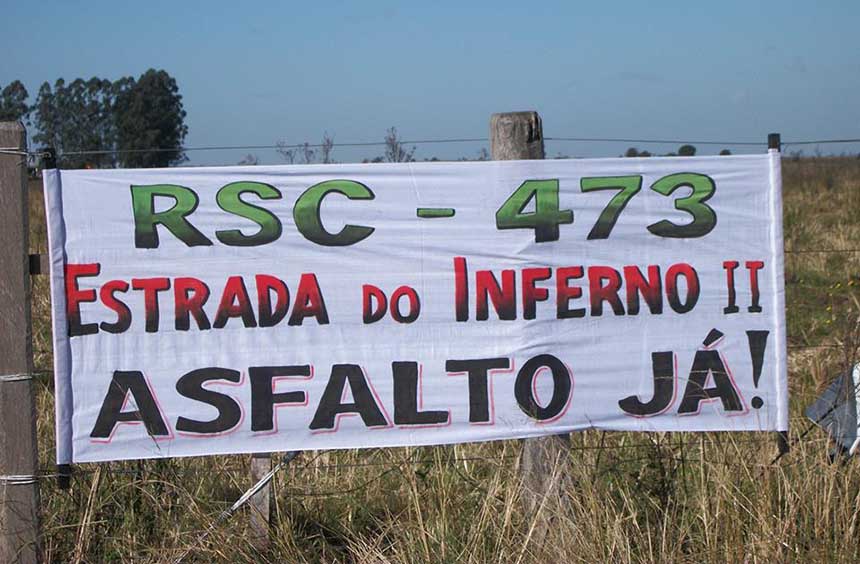 RSC - 473
ESTRADA DO INFERNO II
ASFALTO JÁ!